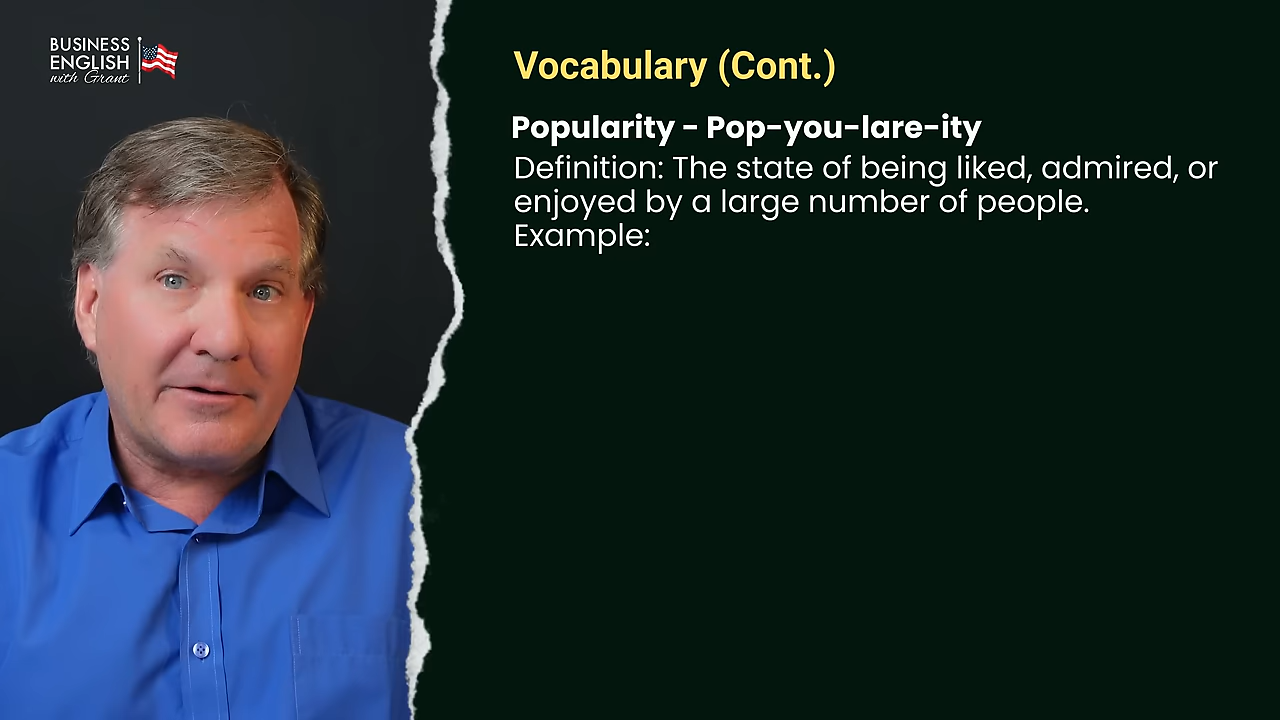 BUSINESS
ENGLISH
with Grant
Vocabulary (Cont.)
Popularity - Pop-you-lare-ity
Definition: The state of being liked, admired, or
enjoyed by a large number of people.
Example: